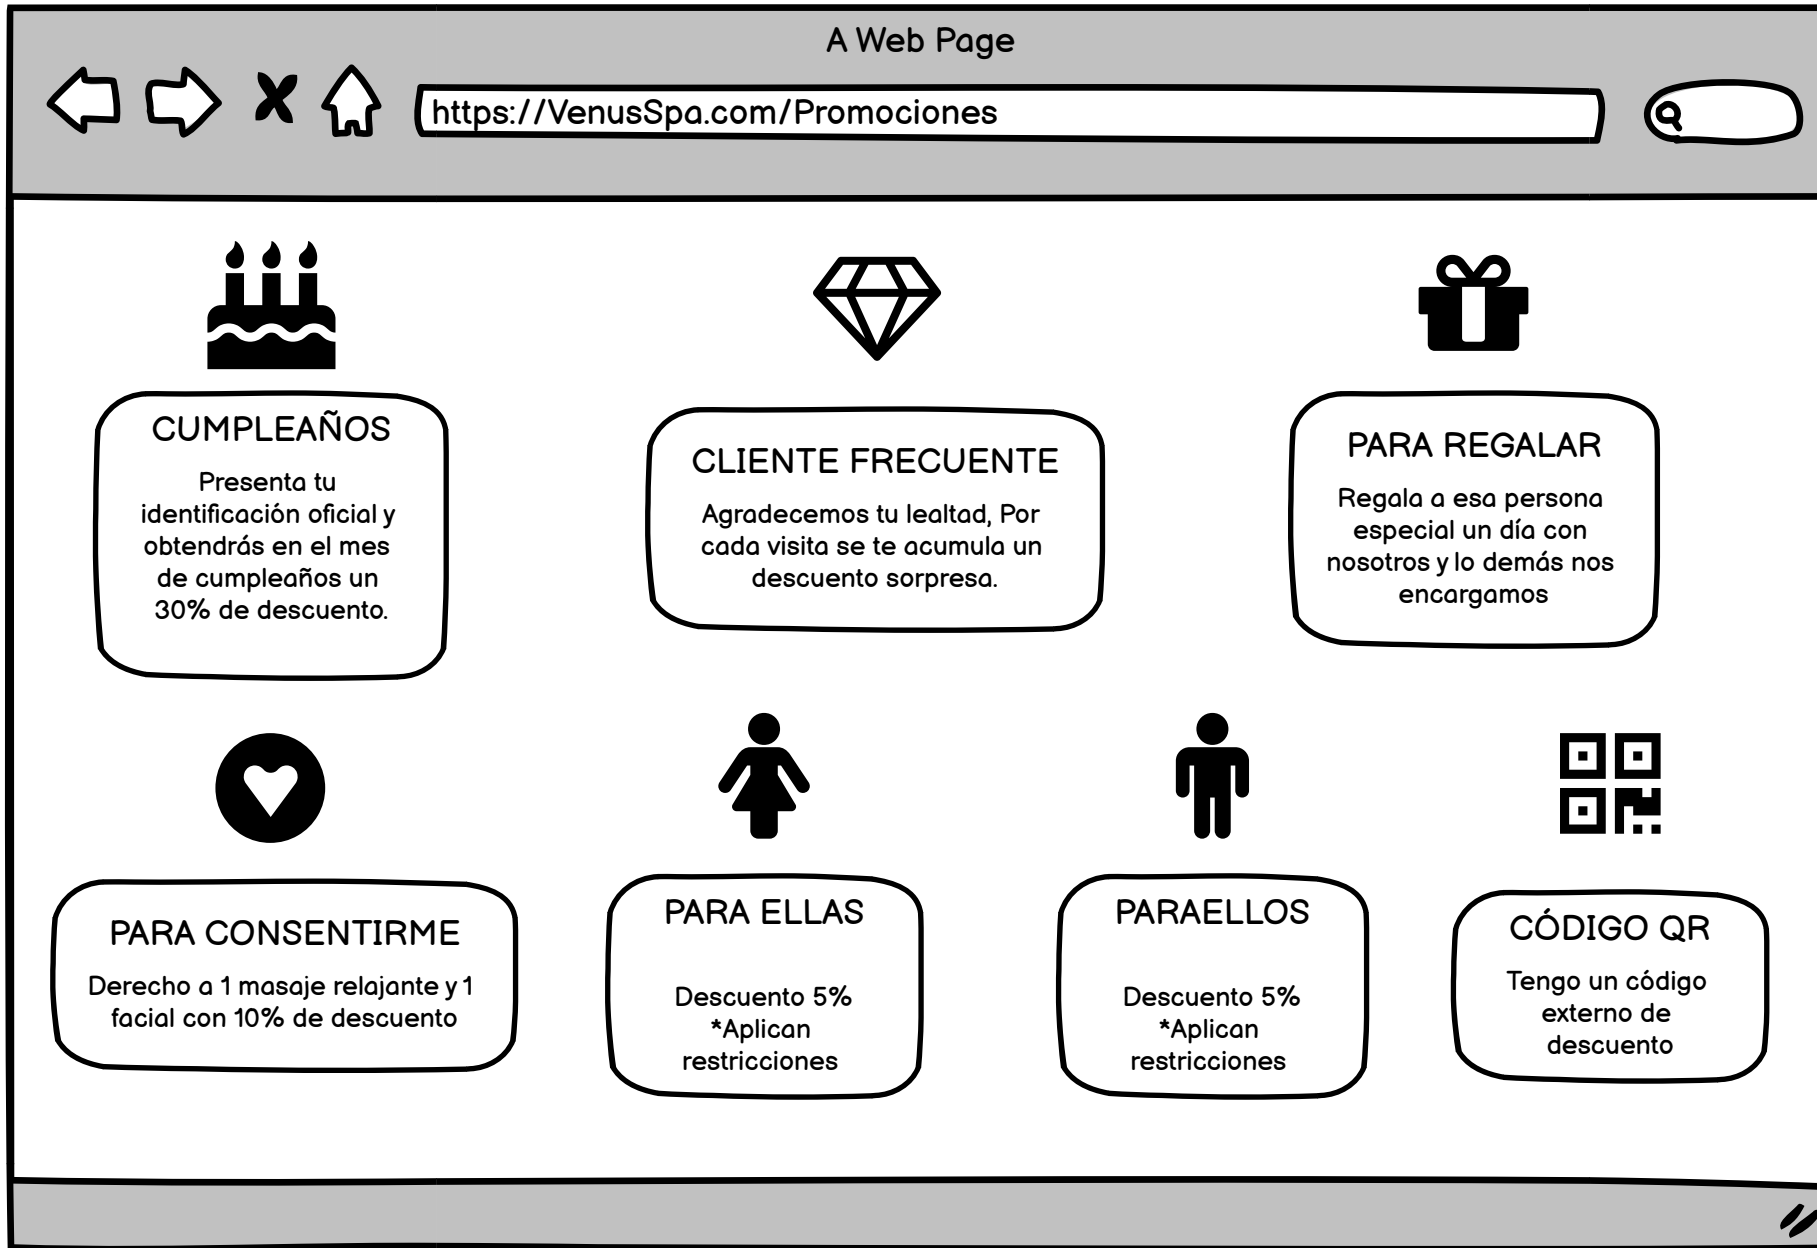 A Web Page
https://VenusSpa.com/Promociones
CUMPLEAÑOS
Presenta tu
identificación oficial y
obtendrás en el mes
de cumpleaños un
30% de descuento.
CLIENTE FRECUENTE
Agradecemos tu lealtad, Por
cada visita se te acumula un
descuento sorpresa.
PARA REGALAR
Regala a esa persona
especial un día con
nosotros y lo demás nos
encargamos
PARA CONSENTIRME
Derecho a 1 masaje relajante y 1
facial con 10% de descuento
PARA ELLAS
Descuento 5%
*Aplican
restricciones
PARAELLOS
Descuento 5%
*Aplican
restricciones
CÓDIGO QR
Tengo un código
externo de
descuento